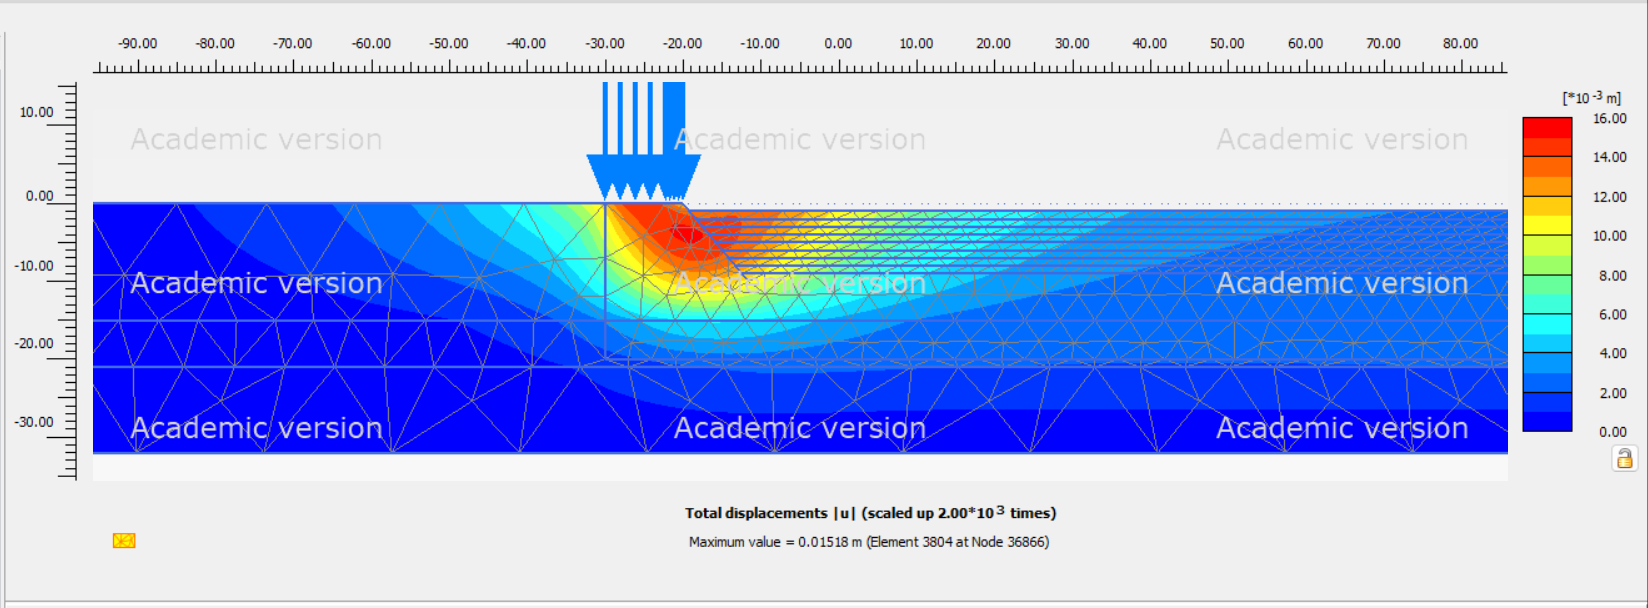 -90.00 -80.00 -70.00 -60.00 -50.00 -40.00 -30.00 -20.00 -10.00 0.00 10.00 20.00 30.00 40.00 50.00 60.00 70.00 80.00
[*10 -3 m]
10.00
0.00
-10.00
-20.00
-30.00
16.00
14.00
12.00
10.00
8.00
6.00
4.00
2.00
0.00
Academic version Academic version Academic version
Academic version Academic version Academic version
Academic version Academic version Academic version
Total displacements |u| (scaled up 2.00*10 3 times)
Maximum value = 0.01518 m (Element 3804 at Node 36866)